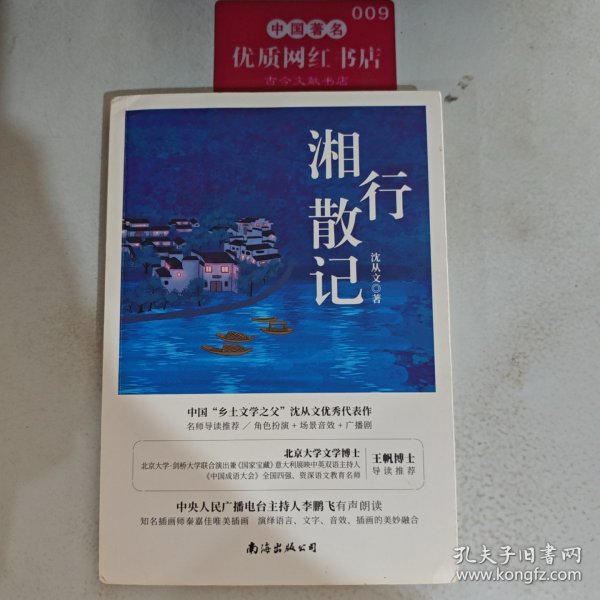 009
中国著名
优质网红书店
古今文献书店
湘行散记
沈从文◎著
中国“乡土文学之父”沈从文优秀代表作
名师导读推荐／角色扮演+场景音效+广播剧
北京大学文学博士
北京大学-剑桥大学联合演出兼《国家宝藏》意大利展映中英双语主持人
《中国成语大会》全国四强、资深语文教育名师
王帆博士
导读推荐
中央人民广播电台主持人李鹏飞有声朗读
知名插画师秦嘉佳唯美插画 演绎语言、文字、音效、插画的美妙融合
南海出版公司
孔夫子旧书网
www.kongfz.com